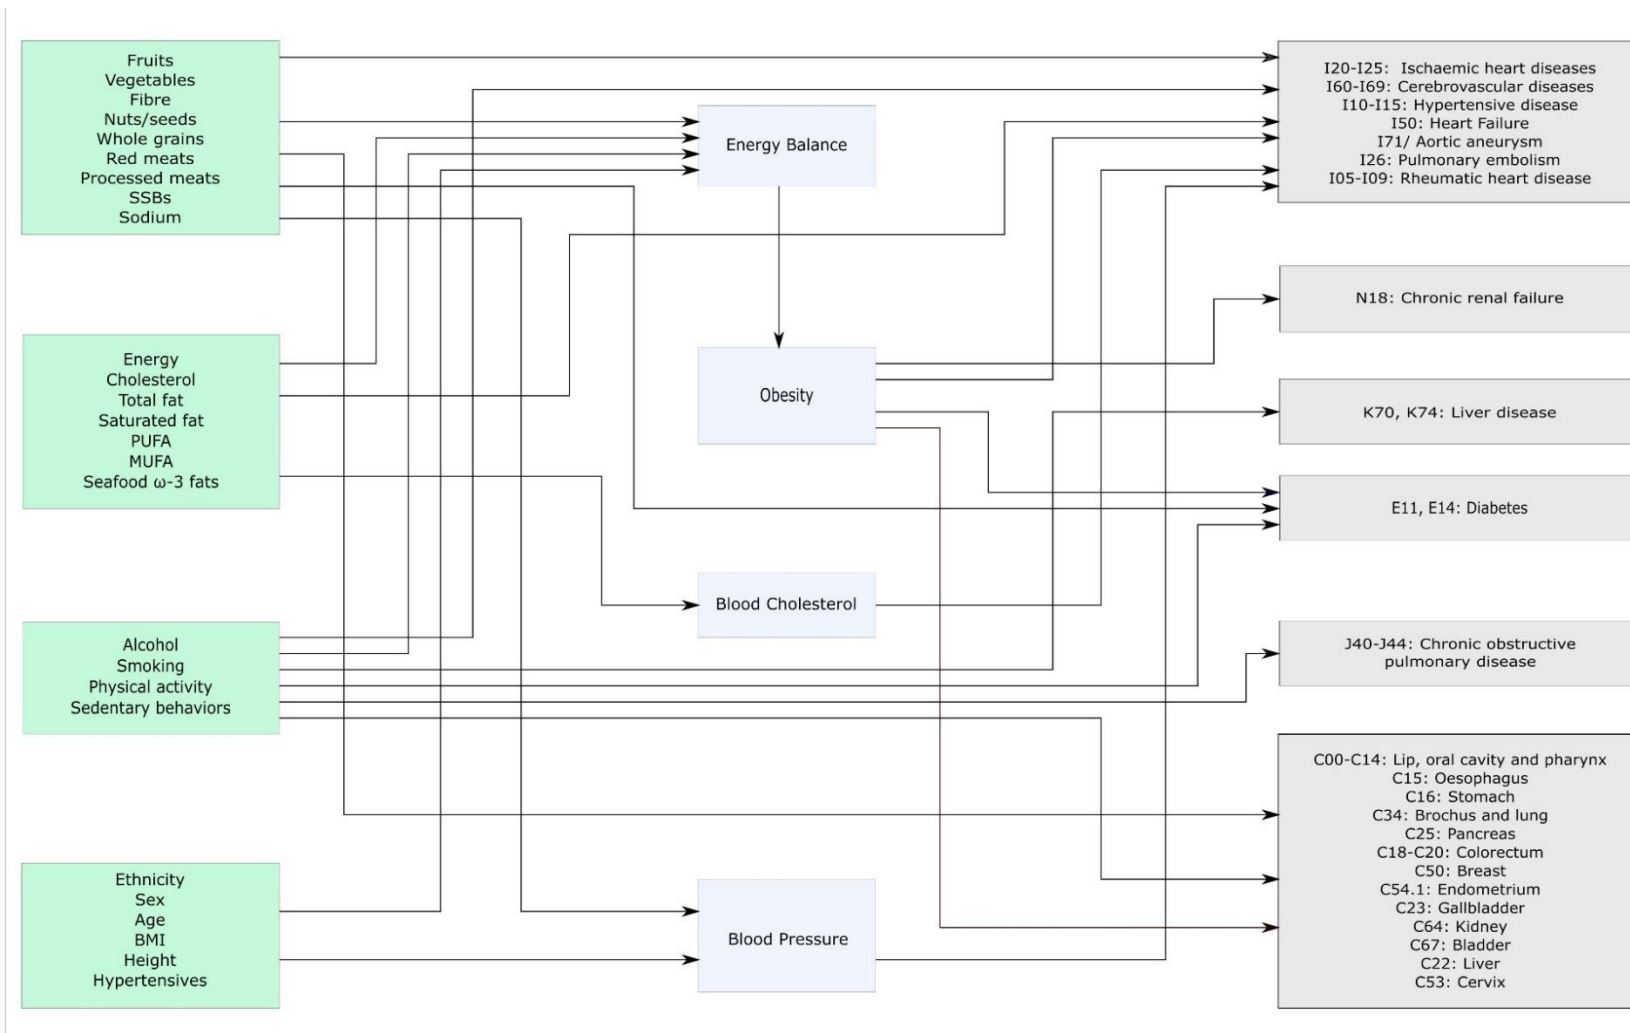 Fruits
Vegetables
Fibre
Nuts/seeds
Whole grains
Red meats
Processed meats
SSBs
Sodium
Energy
Cholesterol
Total fat
Saturated fat
PUFA
MUFA
Seafood ω-3 fats
Alcohol
Smoking
Physical activity
Sedentary behaviors
Ethnicity
Sex
Age
BMI
Height
Hypertensives
Energy Balance
Obesity
Blood Cholesterol
Blood Pressure
I20-I25: Ischaemic heart diseases
I60-I69: Cerebrovascular diseases
I10-I15: Hypertensive disease
I50: Heart Failure
I71/ Aortic aneurysm
I26: Pulmonary embolism
I05-I09: Rheumatic heart disease
N18: Chronic renal failure
K70, K74: Liver disease
E11, E14: Diabetes
J40-J44: Chronic obstructive
pulmonary disease
C00-C14: Lip, oral cavity and pharynx
C15: Oesophagus
C16: Stomach
C34: Brochus and lung
C25: Pancreas
C18-C20: Colorectum
C50: Breast
C54.1: Endometrium
C23: Gallbladder
C64: Kidney
C67: Bladder
C22: Liver
C53: Cervix